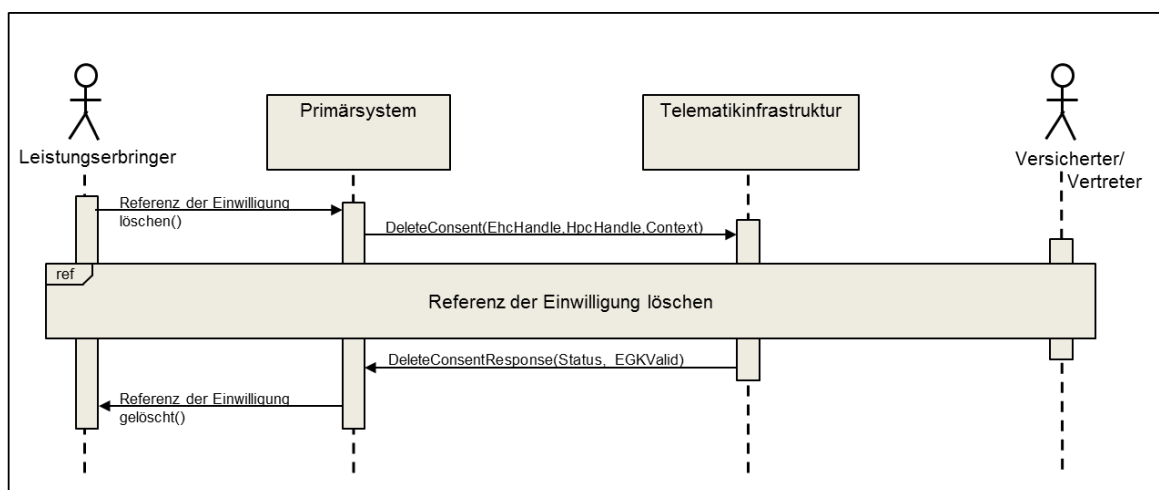 Primärsystem
Telematikinfrastruktur
Leistungserbringer
Versicherter/
Vertreter
Referenz der Einwilligung
löschen()
DeleteConsent(EhcHandle,HpcHandle,Context)
ref
Referenz der Einwilligung löschen
DeleteConsentResponse(Status, EGKValid)
Referenz der Einwilligung
gelöscht()